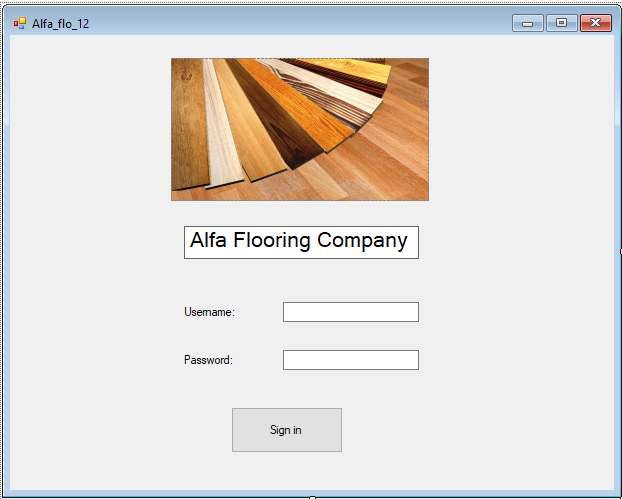 Alfa_flo_12
Alfa Flooring Company
Username:
Password:
Sign in